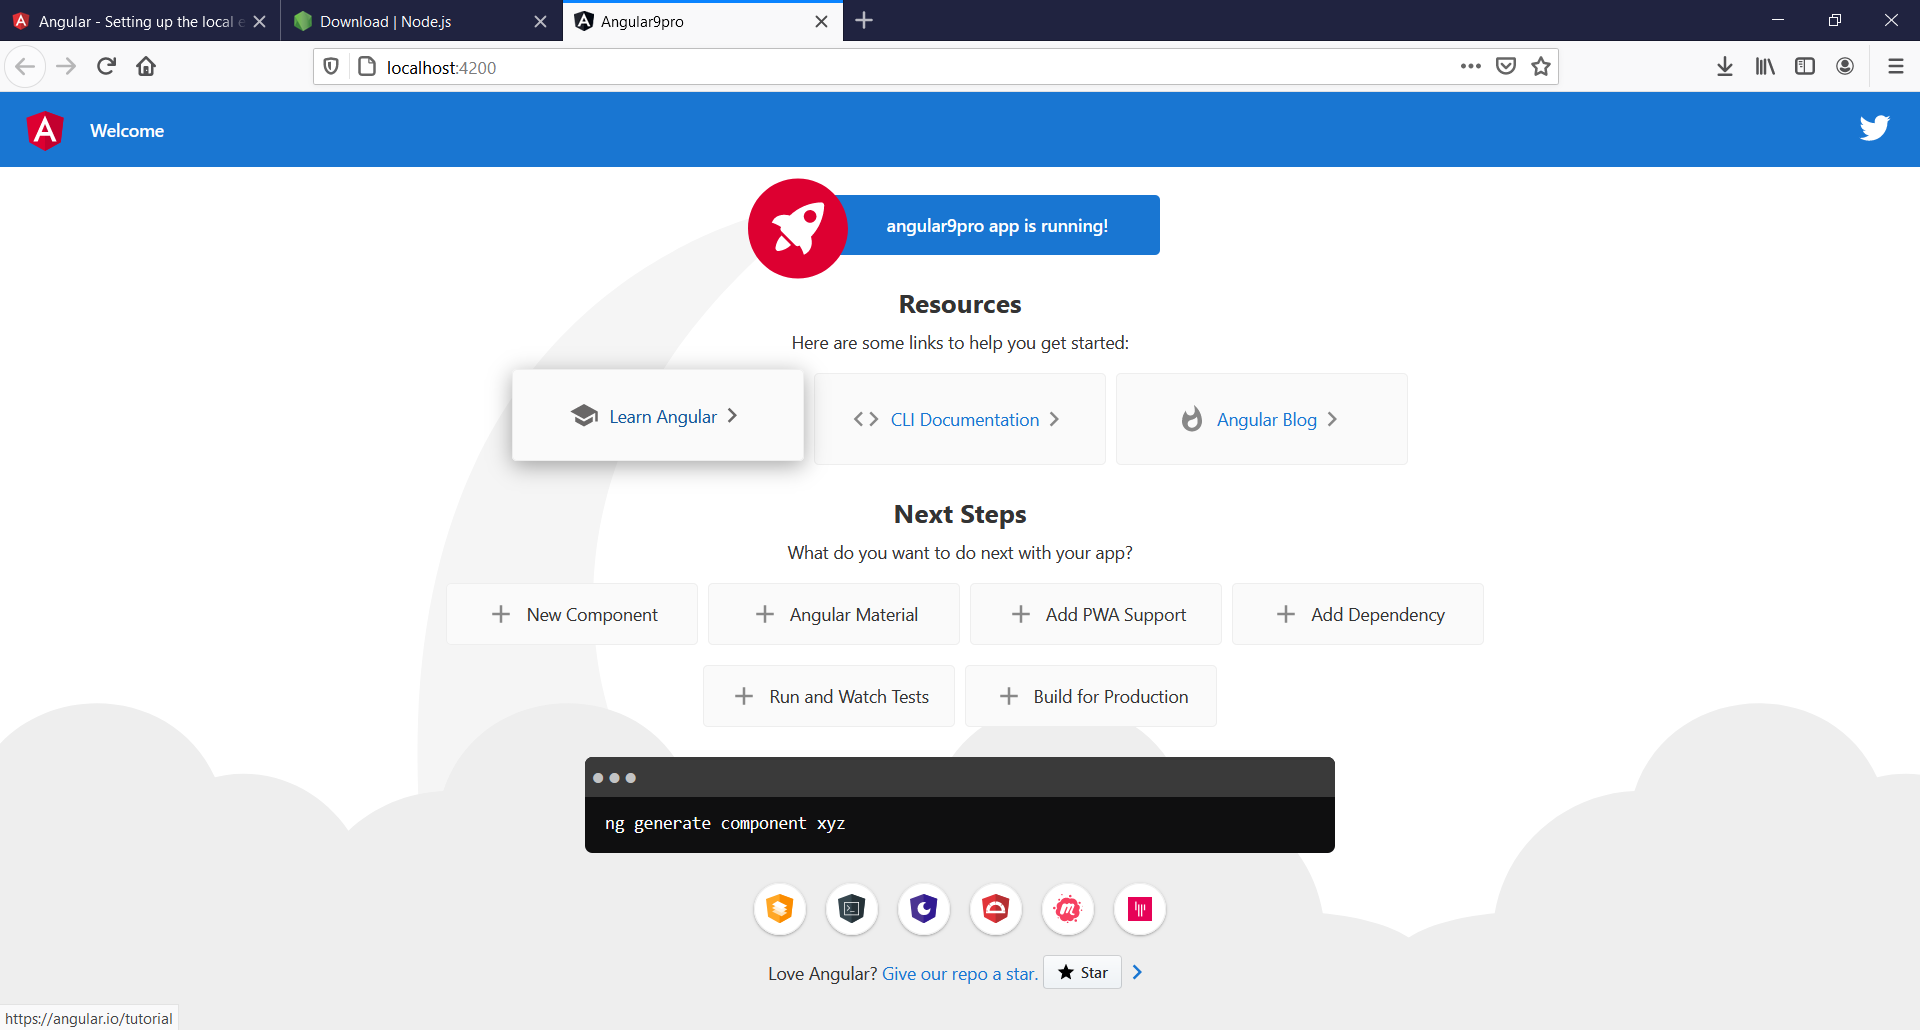 Angular - Setting up the local e
Download | Node.js
Angular9pro
localhost:4200
Welcome
angular9pro app is running!
Resources
Here are some links to help you get started:
Learn Angular
CLI Documentation
Angular Blog
Next Steps
What do you want to do next with your app?
New Component
Angular Material
Add PWA Support
Add Dependency
Run and Watch Tests
Build for Production
ng generate component xyz
Love Angular? Give our repo a star. Star
https://angular.io/tutorial